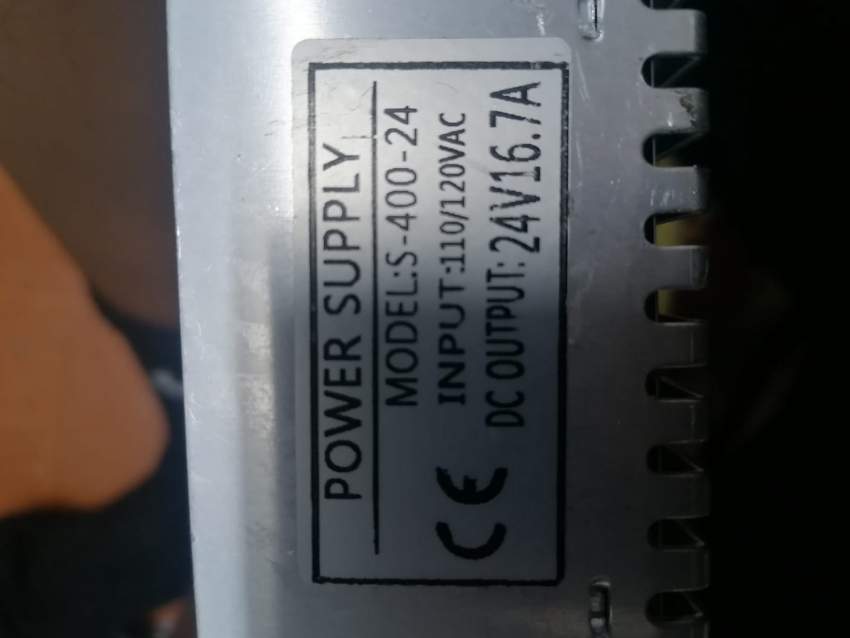 POWER SUPPLY
MODEL:S-400-24
INPUT:110/120VAC
DC OUTPUT:24V16.7A
CE